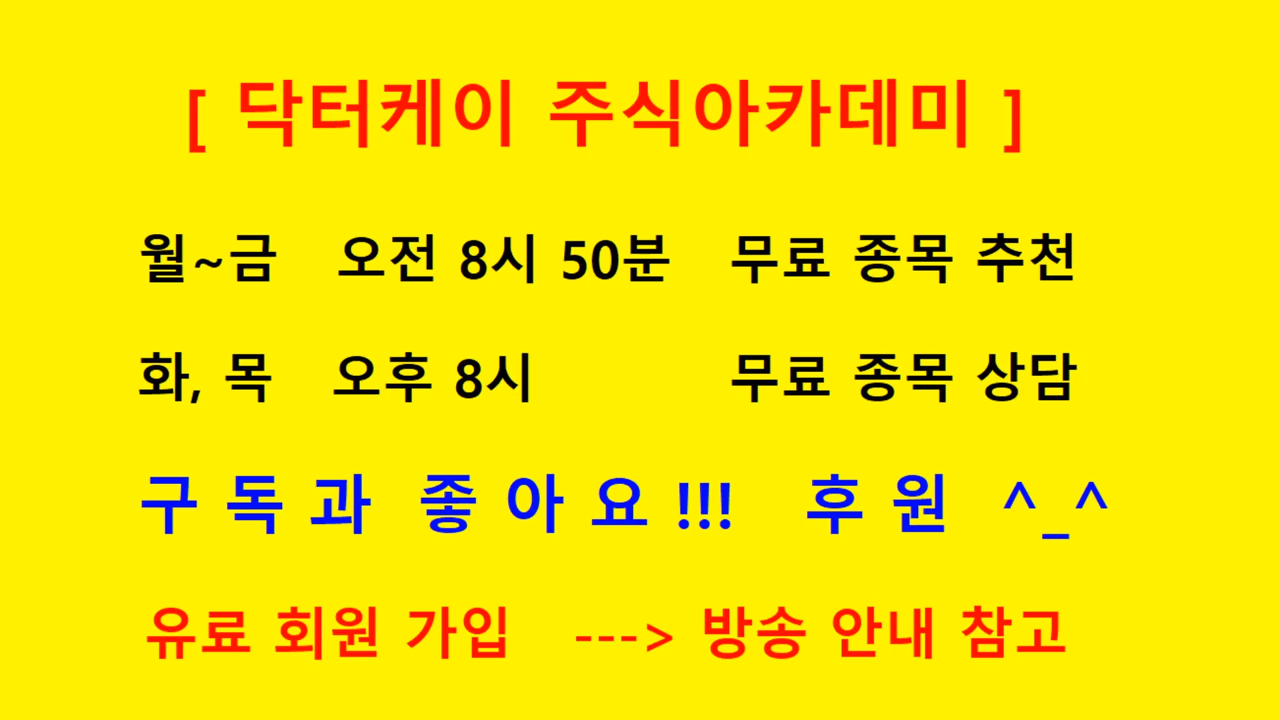 [ 닥터케이 주식아카데미 ]
월~금 오전 8시 50분 무료 종목 추천
화, 목 오후 8시 무료 종목 상담
구 독 과 좋 아 요 !!! 후 원 ^_^
유료 회원 가입 ---> 방송 안내 참고